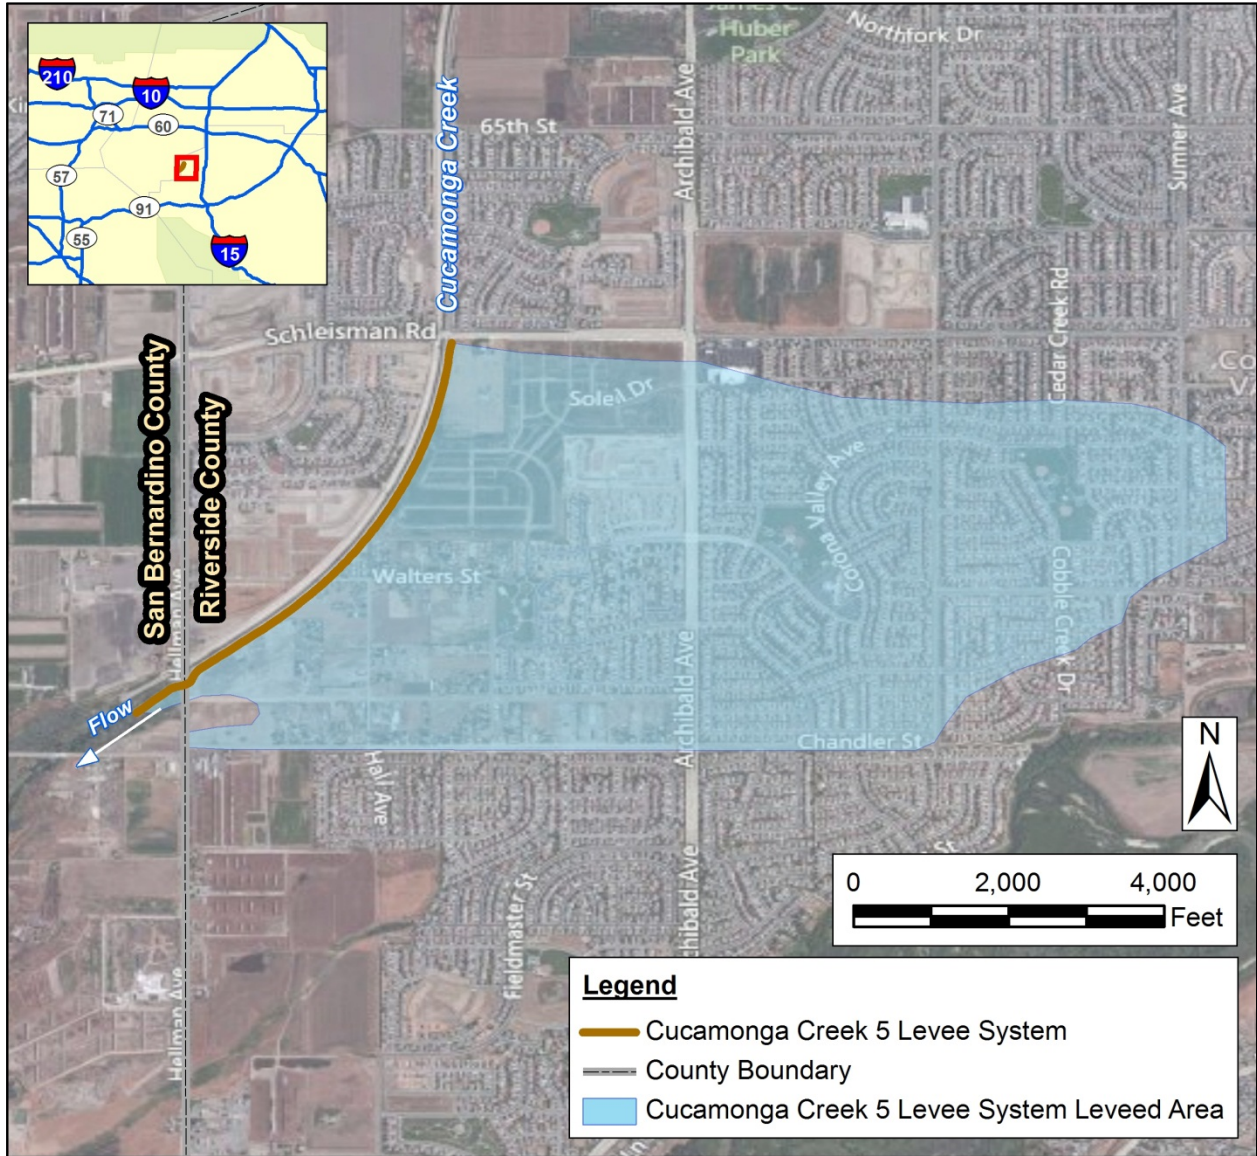 James C.
Huber
Park
Northfork Dr
210
10
71
60
57
91
55
15
Cucamonga Creek
65th St
Archibald Ave
Sumner Ave
Schleisman Rd
Cedar Creek Rd
San Bernardino County
Riverside County
Soleil Dr
Valley Ave
Walters St
Cobble Creek Dr
Hellman Ave
Archibald Ave
Flow
Chandler St
Hall Ave
N
Archibald Ave
Fieldmaster St
St
0 2,000 4,000
Feet
Hellman Ave
Legend
Cucamonga Creek 5 Levee System
County Boundary
Cucamonga Creek 5 Levee System Leveed Area